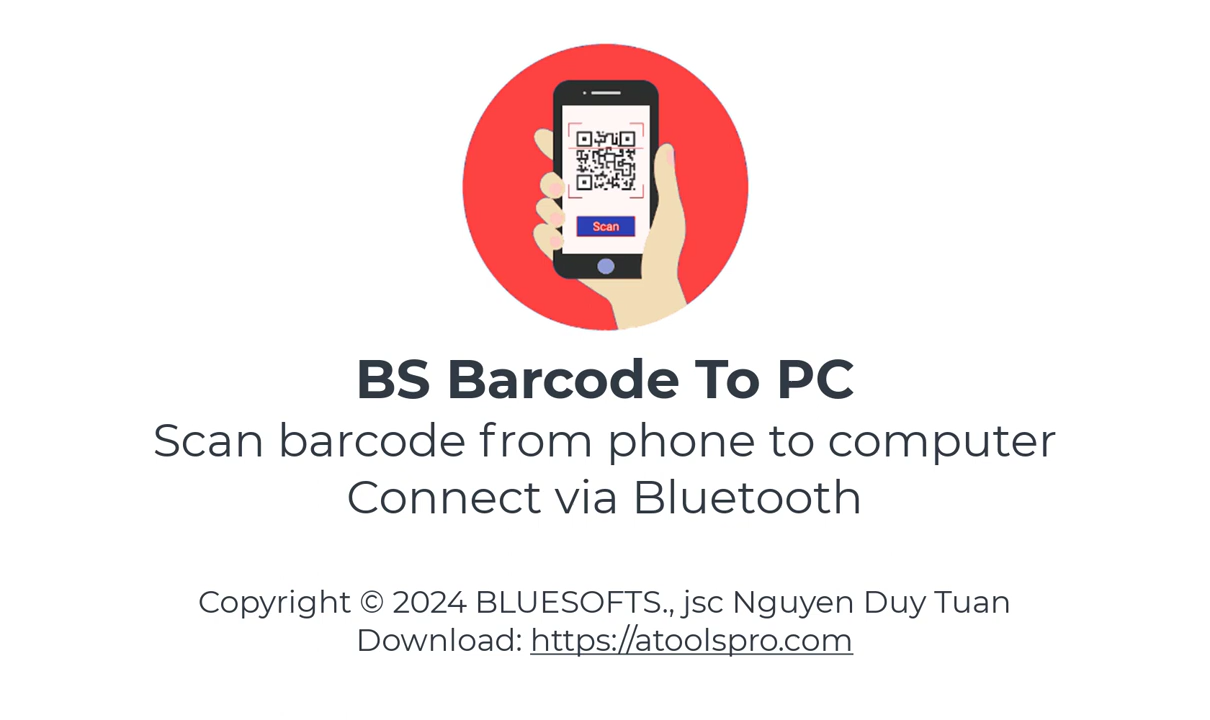 Scan
BS Barcode To PC
Scan barcode from phone to computer
Connect via Bluetooth
Copyright © 2024 BLUESOFTS., jsc Nguyen Duy Tuan
Download: https://atoolspro.com